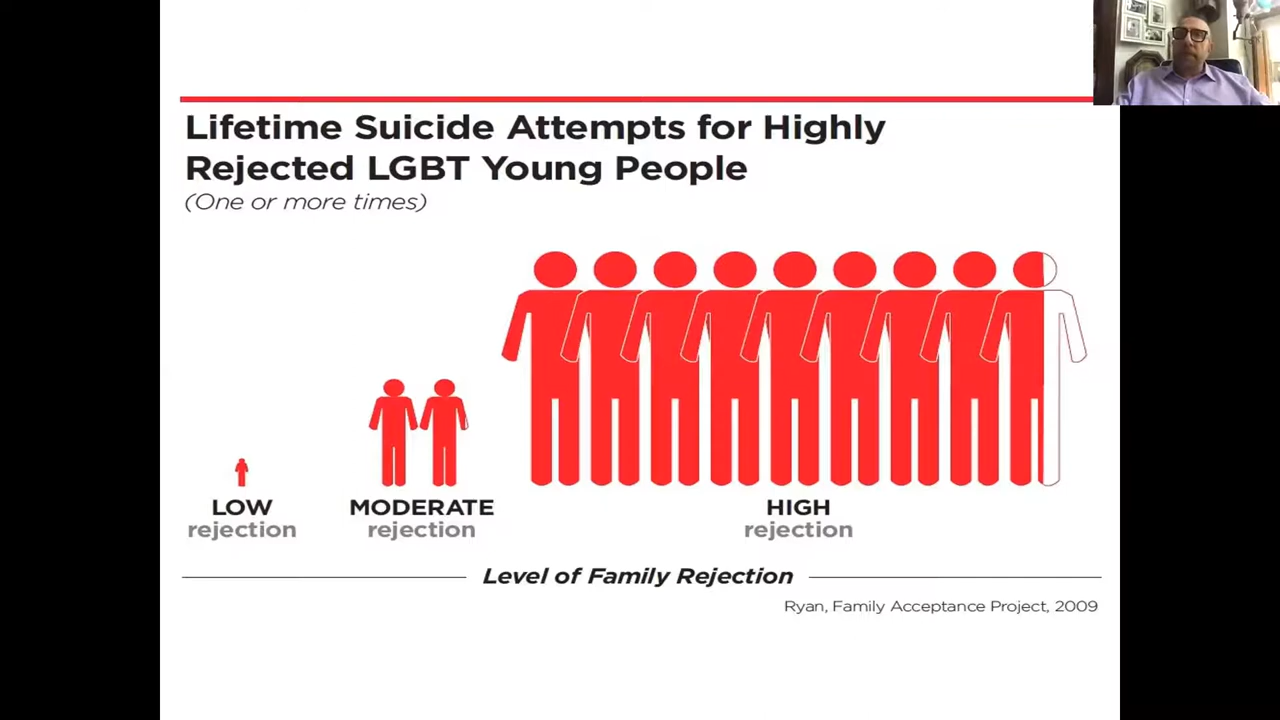 Lifetime Suicide Attempts for Highly
Rejected LGBT Young People
(One or more times)
LOW
rejection
MODERATE
rejection
HIGH
rejection
Level of Family Rejection
Ryan, Family Acceptance Project, 2009